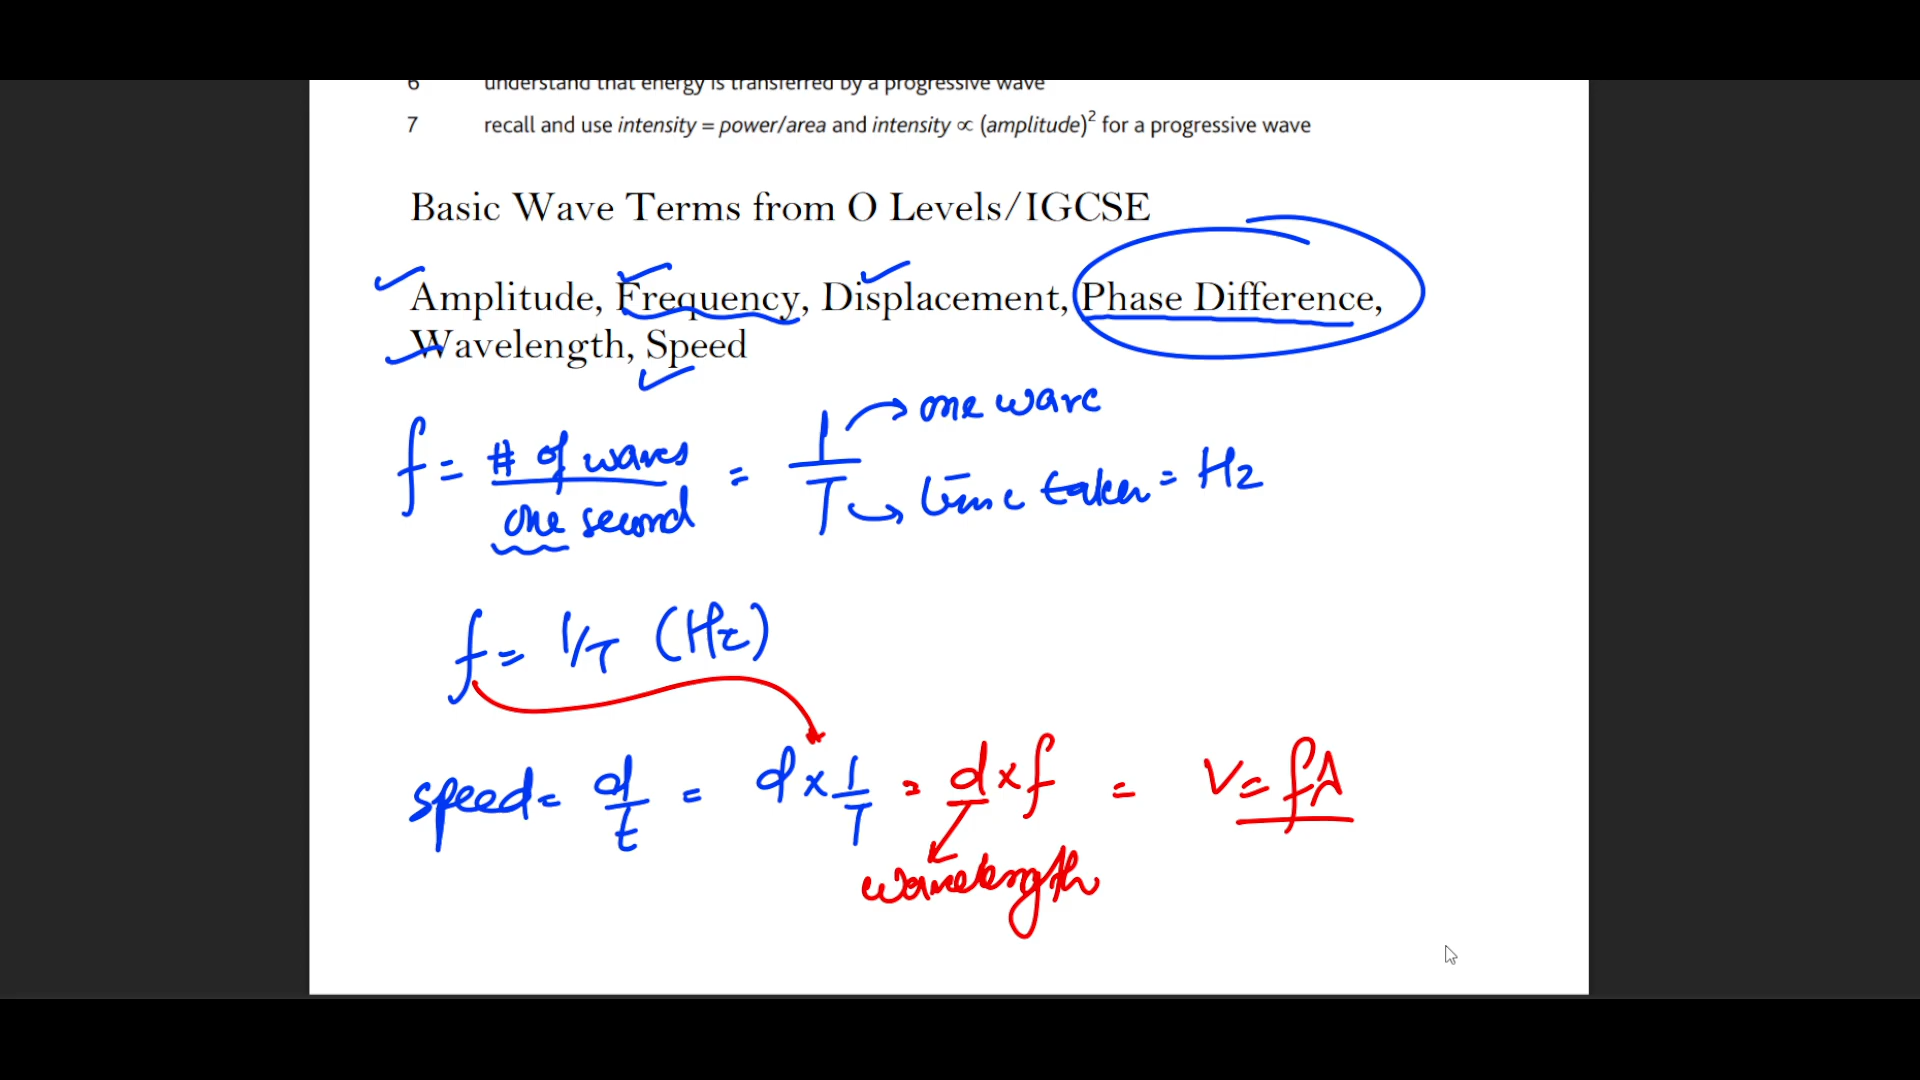 6 understand that energy is transferred by a progressive wave
7 recall and use intensity = power/area and intensity ∝ (amplitude)² for a progressive wave
Basic Wave Terms from O Levels/IGCSE
Amplitude, Frequency, Displacement, Phase Difference,
Wavelength, Speed
f = # of waves / one second = 1/T → one wave → time taken = Hz
f = 1/T (Hz)
speed = d/t = d × 1/T = d × f = V = fλ
wavelength